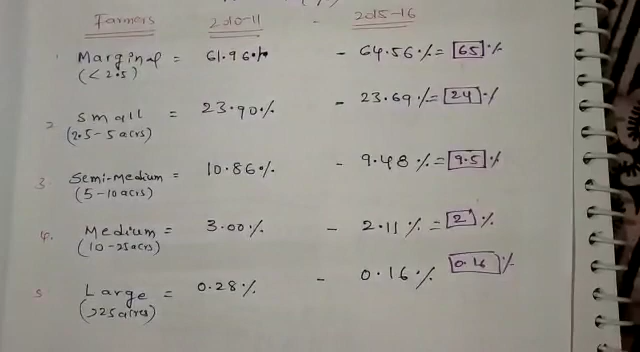 Farmers 2010-11 - 2015-16
1. Marginal = 61.96% - 64.56% = 65%
(<2.5)
2. Small = 23.90% - 23.69% = 24%
(2.5-5 acrs)
3. Semi-medium = 10.86% - 9.48% = 9.5%
(5-10 acrs)
4. Medium = 3.00% - 2.11% = 2%
(10-25 acrs)
5. Large = 0.28% - 0.16% 0.16%
(>25 acres)